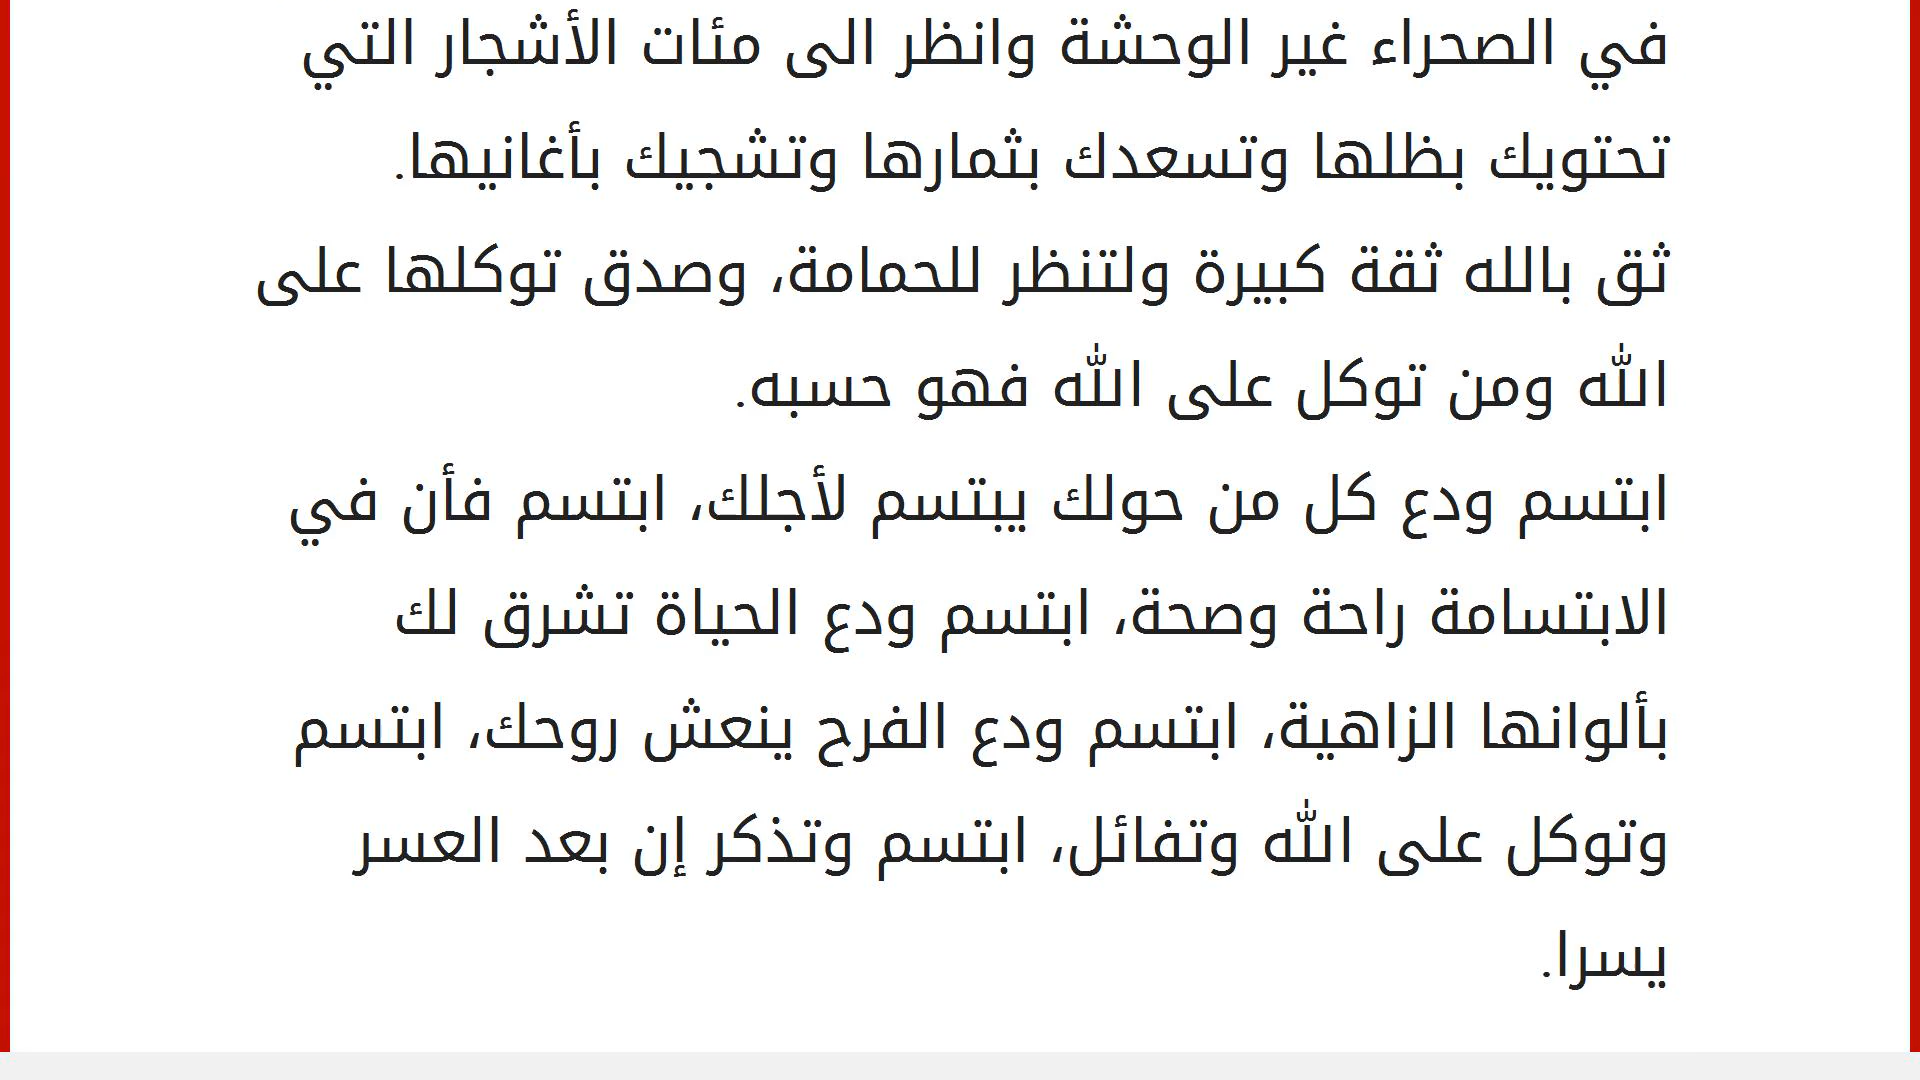 في الصحراء غير الوحشة وانظر الى مئات الأشجار التي
تحتويك بظلها وتسعدك بثمارها وتشجيك بأغانيها.
ثق بالله ثقة كبيرة ولتنظر للحمامة، وصدق توكلها على
الله ومن توكل على الله فهو حسبه.
ابتسم ودع كل من حولك يبتسم لأجلك، ابتسم فأن في
الابتسامة راحة وصحة، ابتسم ودع الحياة تشرق لك
بألوانها الزاهية، ابتسم ودع الفرح ينعش روحك، ابتسم
وتوكل على الله وتفائل، ابتسم وتذكر إن بعد العسر
يسرا.